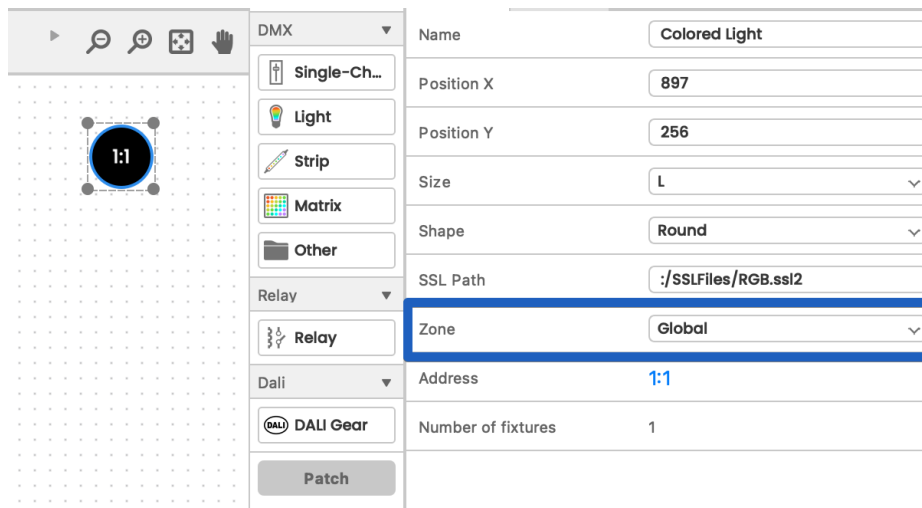 1:1
DMX
Single-Ch...
Light
Strip
Matrix
Other
Relay
Relay
Dali
DALI DALI Gear
Patch
Name Colored Light
Position X 897
Position Y 256
Size L
Shape Round
SSL Path :/SSLFiles/RGB.ssl2
Zone Global
Address 1:1
Number of fixtures 1